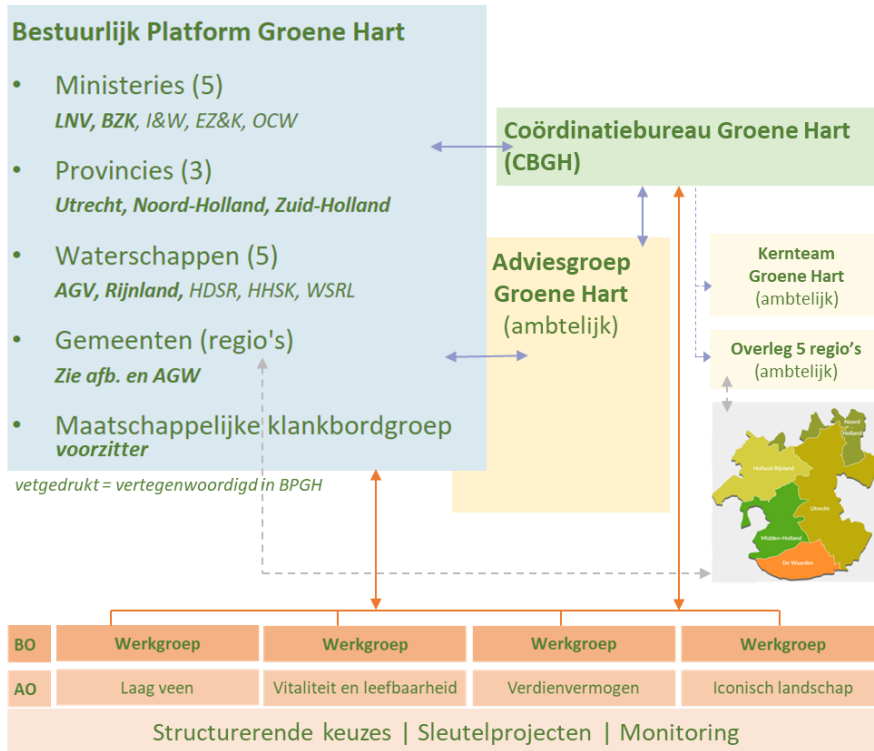 Bestuurlijk Platform Groene Hart
• Ministeries (5)
LNV, BZK, I&W, EZ&K, OCW
• Provincies (3)
Utrecht, Noord-Holland, Zuid-Holland
• Waterschappen (5)
AGV, Rijnland, HDSR, HHSK, WSRL
• Gemeenten (regio's)
Zie afb. en AGW
• Maatschappelijke klankbordgroep
voorzitter
vetgedrukt = vertegenwoordigd in BPGH
Coördinatiebureau Groene Hart
(CBGH)
Adviesgroep
Groene Hart
(ambtelijk)
Kernteam
Groene Hart
(ambtelijk)
Overleg 5 regio’s
(ambtelijk)
Noord
Holland
Holland Rijnland
Utrecht
Midden-Holland
De Waarden
BO Werkgroep Werkgroep Werkgroep Werkgroep
AO Laag veen Vitaliteit en leefbaarheid Verdienvermogen Iconisch landschap
Structurerende keuzes | Sleutelprojecten | Monitoring